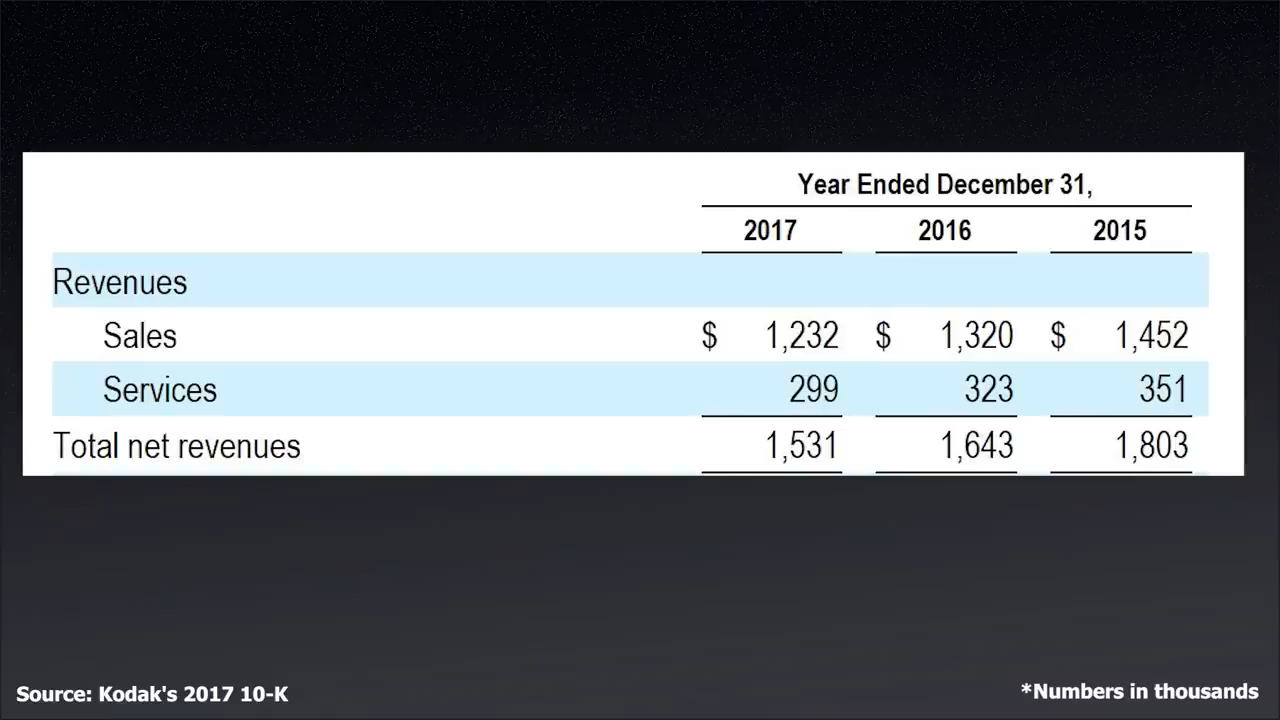 Year Ended December 31,
2017 2016 2015
Revenues
Sales $ 1,232 $ 1,320 $ 1,452
Services 299 323 351
Total net revenues 1,531 1,643 1,803
Source: Kodak's 2017 10-K
*Numbers in thousands